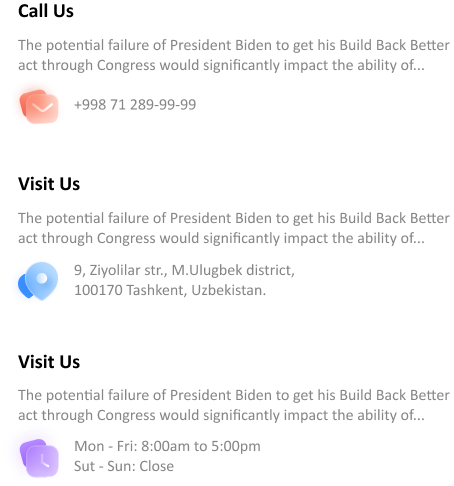 Call Us
The potential failure of President Biden to get his Build Back Better
act through Congress would significantly impact the ability of...
+998 71 289-99-99
Visit Us
The potential failure of President Biden to get his Build Back Better
act through Congress would significantly impact the ability of...
9, Ziyolilar str., M.Ulugbek district,
100170 Tashkent, Uzbekistan.
Visit Us
The potential failure of President Biden to get his Build Back Better
act through Congress would significantly impact the ability of...
Mon - Fri: 8:00am to 5:00pm
Sut - Sun: Close